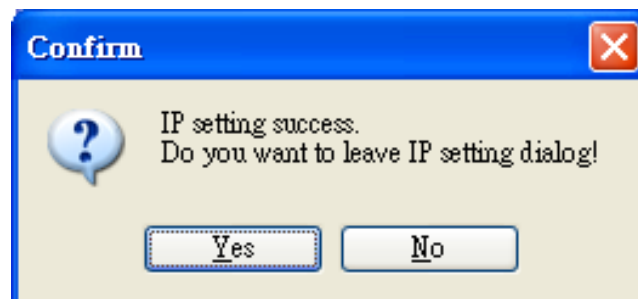 Confirm
IP setting success.
Do you want to leave IP setting dialog!
Yes
No